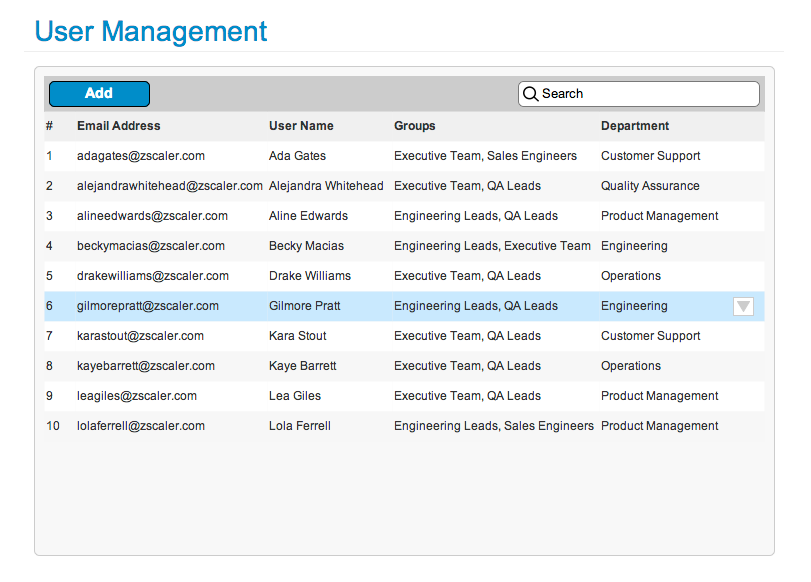 User Management
Add Search
# Email Address User Name Groups Department
1 adagates@zscaler.com Ada Gates Executive Team, Sales Engineers Customer Support
2 alejandrawhitehead@zscaler.com Alejandra Whitehead Executive Team, QA Leads Quality Assurance
3 alineedwards@zscaler.com Aline Edwards Engineering Leads, QA Leads Product Management
4 beckymacias@zscaler.com Becky Macias Engineering Leads, Executive Team Engineering
5 drakewilliams@zscaler.com Drake Williams Executive Team, QA Leads Operations
6 gilmorepratt@zscaler.com Gilmore Pratt Engineering Leads, QA Leads Engineering
7 karastout@zscaler.com Kara Stout Executive Team, QA Leads Customer Support
8 kayebarrett@zscaler.com Kaye Barrett Executive Team, QA Leads Operations
9 leagiles@zscaler.com Lea Giles Executive Team, QA Leads Product Management
10 lolaferrell@zscaler.com Lola Ferrell Engineering Leads, Sales Engineers Product Management